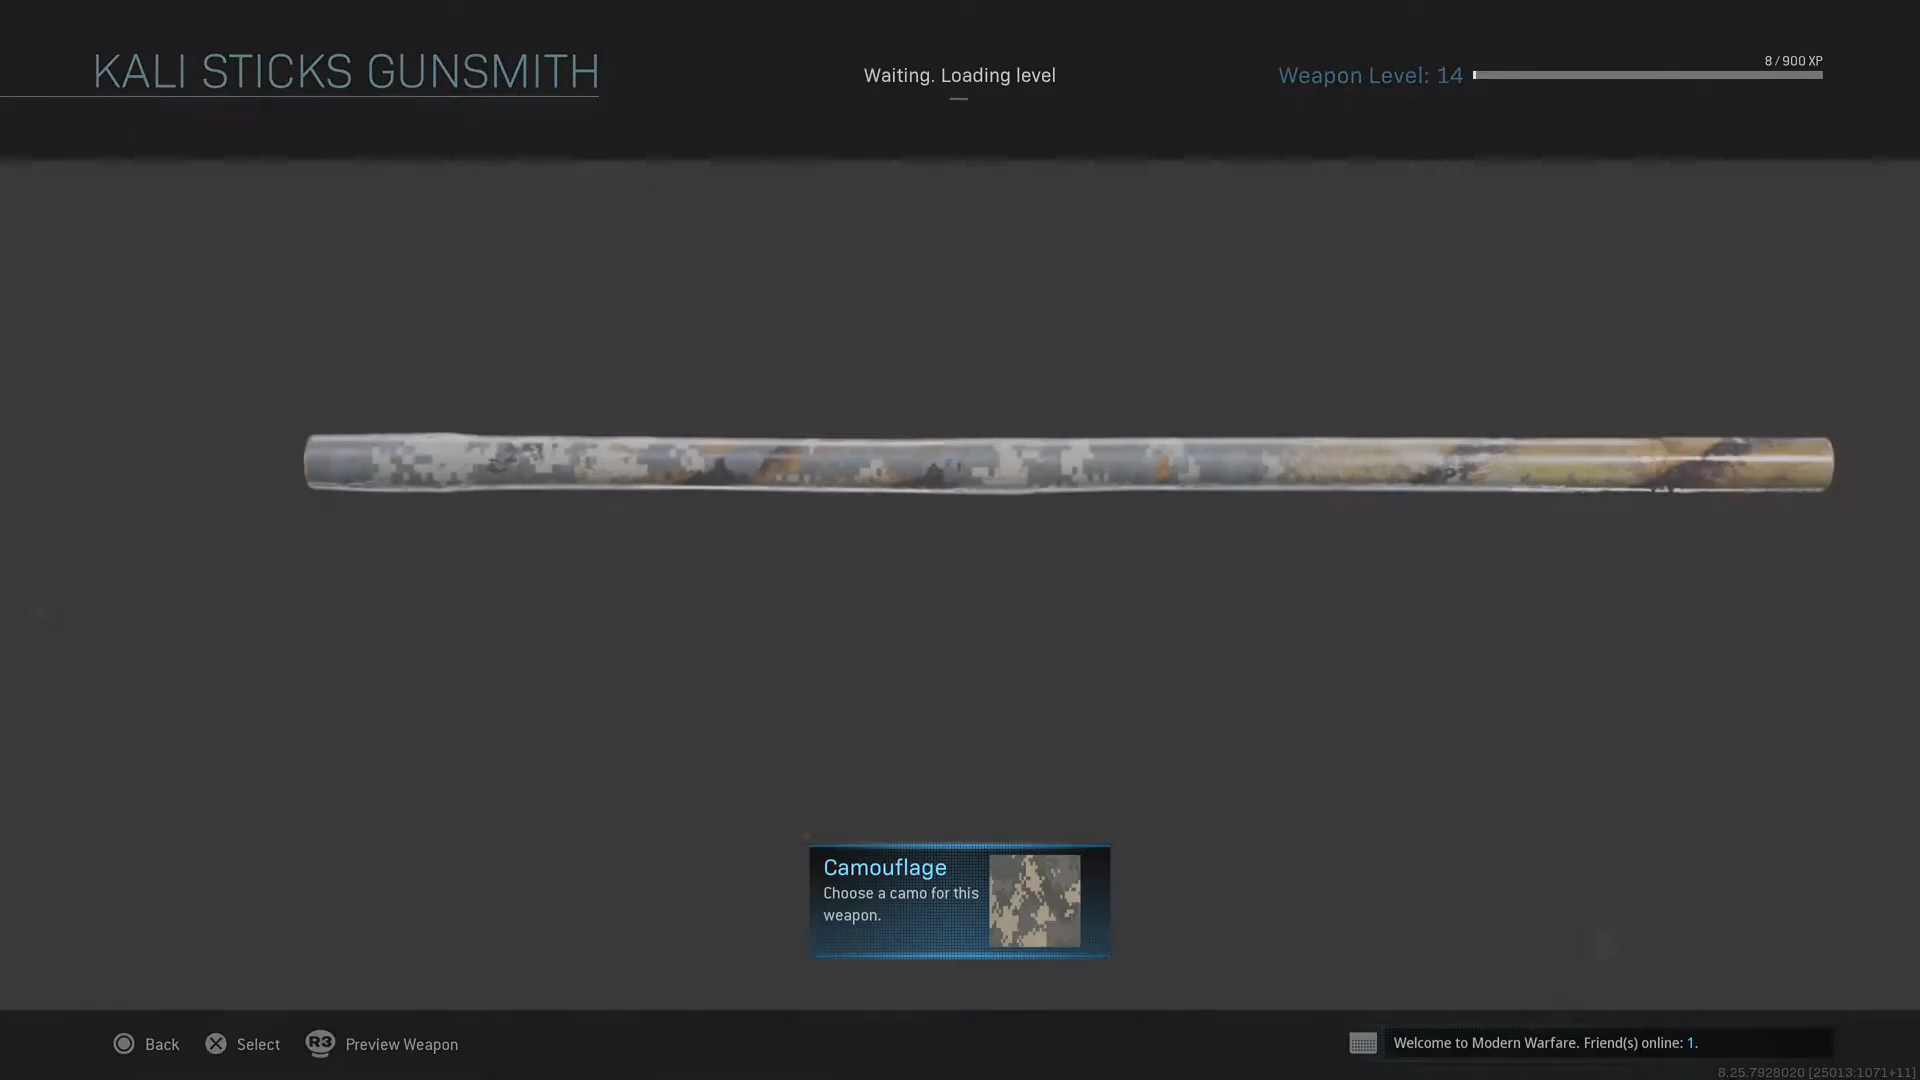 KALI STICKS GUNSMITH
Waiting. Loading level
Weapon Level: 14
8 / 900 XP
Camouflage
Choose a camo for this
weapon.
Back
Select
R3 Preview Weapon
Welcome to Modern Warfare. Friend(s) online: 1.
8.25.7928020 [25013:1071+11]